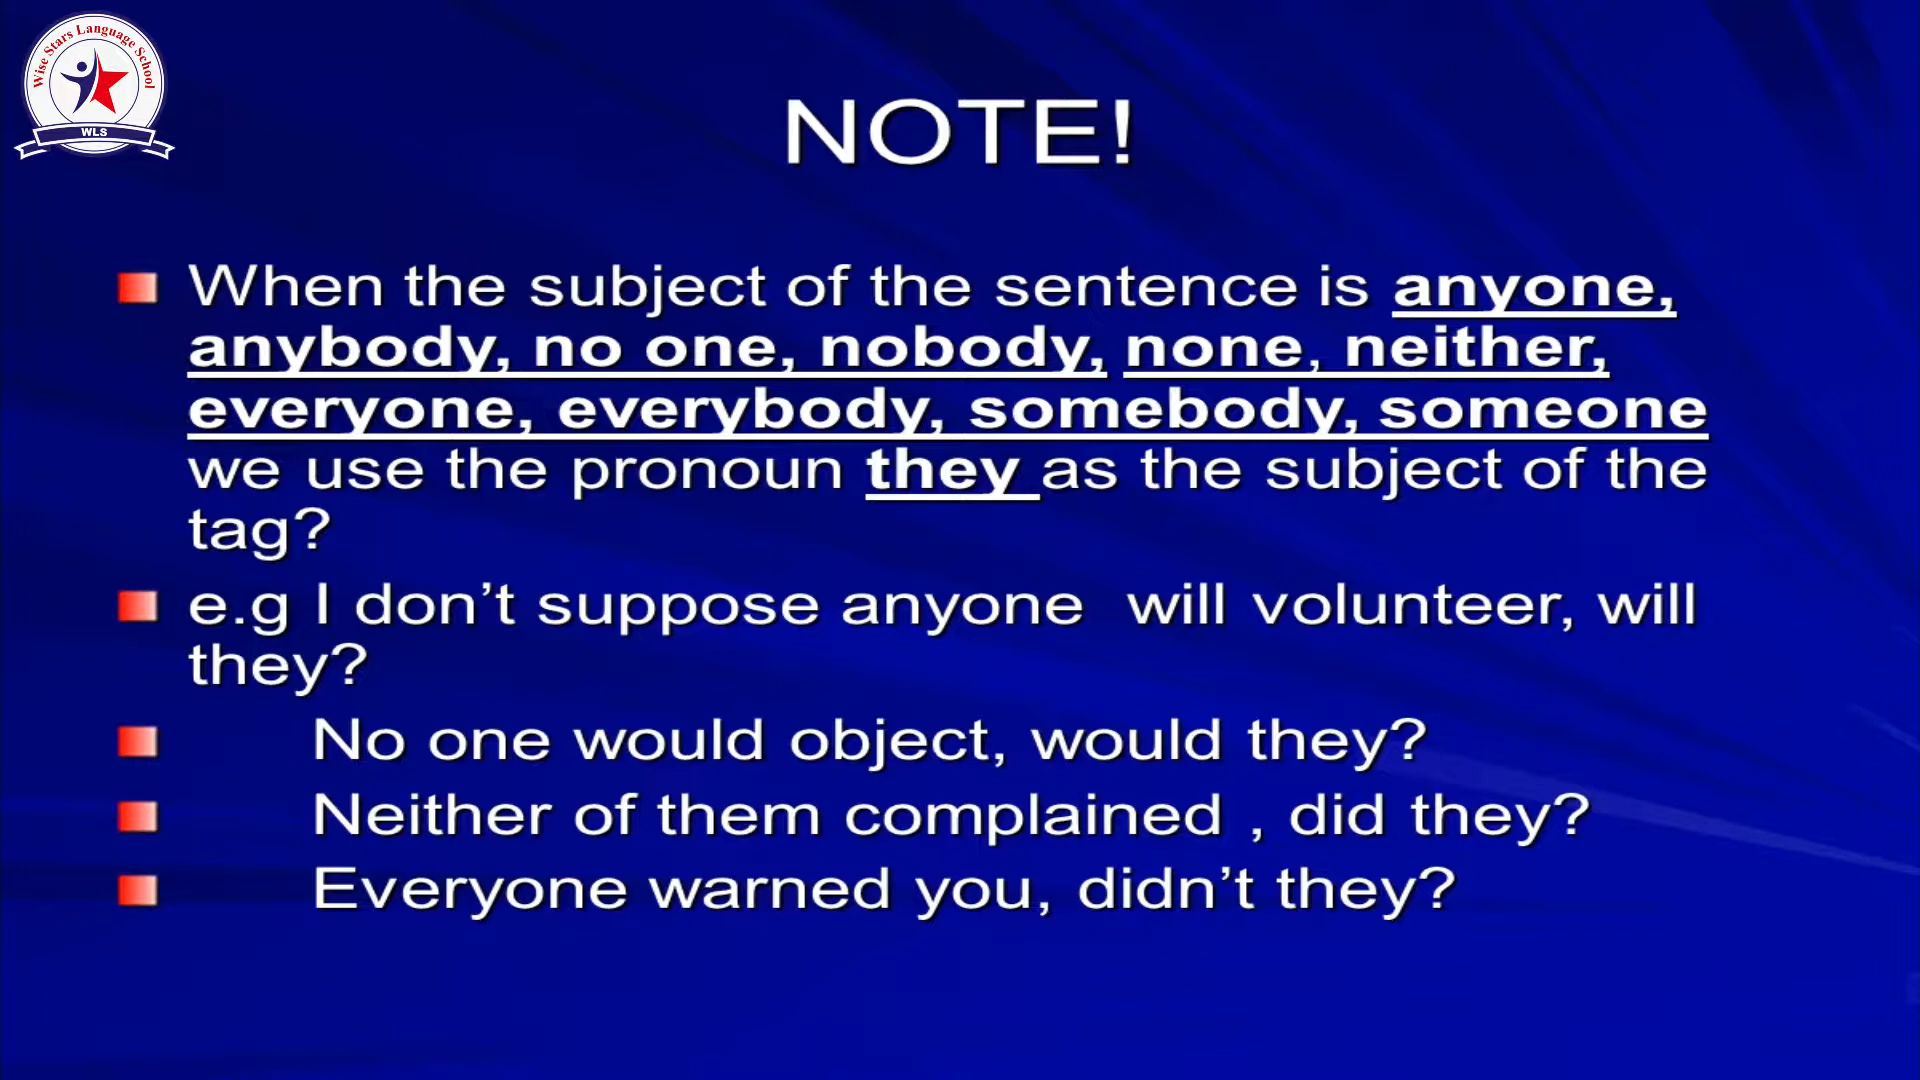 Wise Stars Language School
WLS
NOTE!
When the subject of the sentence is anyone,
anybody, no one, nobody, none, neither,
everyone, everybody, somebody, someone
we use the pronoun they as the subject of the
tag?
e.g I don’t suppose anyone will volunteer, will
they?
No one would object, would they?
Neither of them complained , did they?
Everyone warned you, didn’t they?